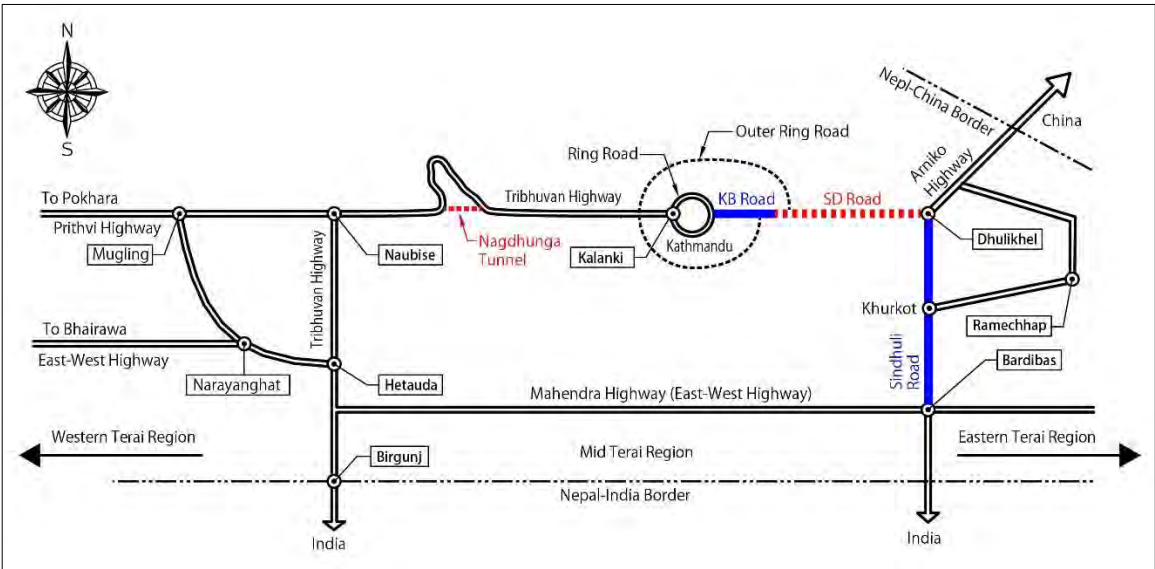 N
S
Nepl-China Border
China
Arniko
Highway
Outer Ring Road
Ring Road
To Pokhara
Prithvi Highway
Mugling
Tribhuvan Highway
Naubise
Nagdhunga
Tunnel
Tribhuvan Highway
Kalanki
Kathmandu
KB Road
SD Road
Dhulikhel
Khurkot
Ramechhap
To Bhairawa
East-West Highway
Narayanghat
Hetauda
Sindhuli
Road
Bardibas
Mahendra Highway (East-West Highway)
Western Terai Region
Birgunj
Mid Terai Region
Eastern Terai Region
Nepal-India Border
India
India